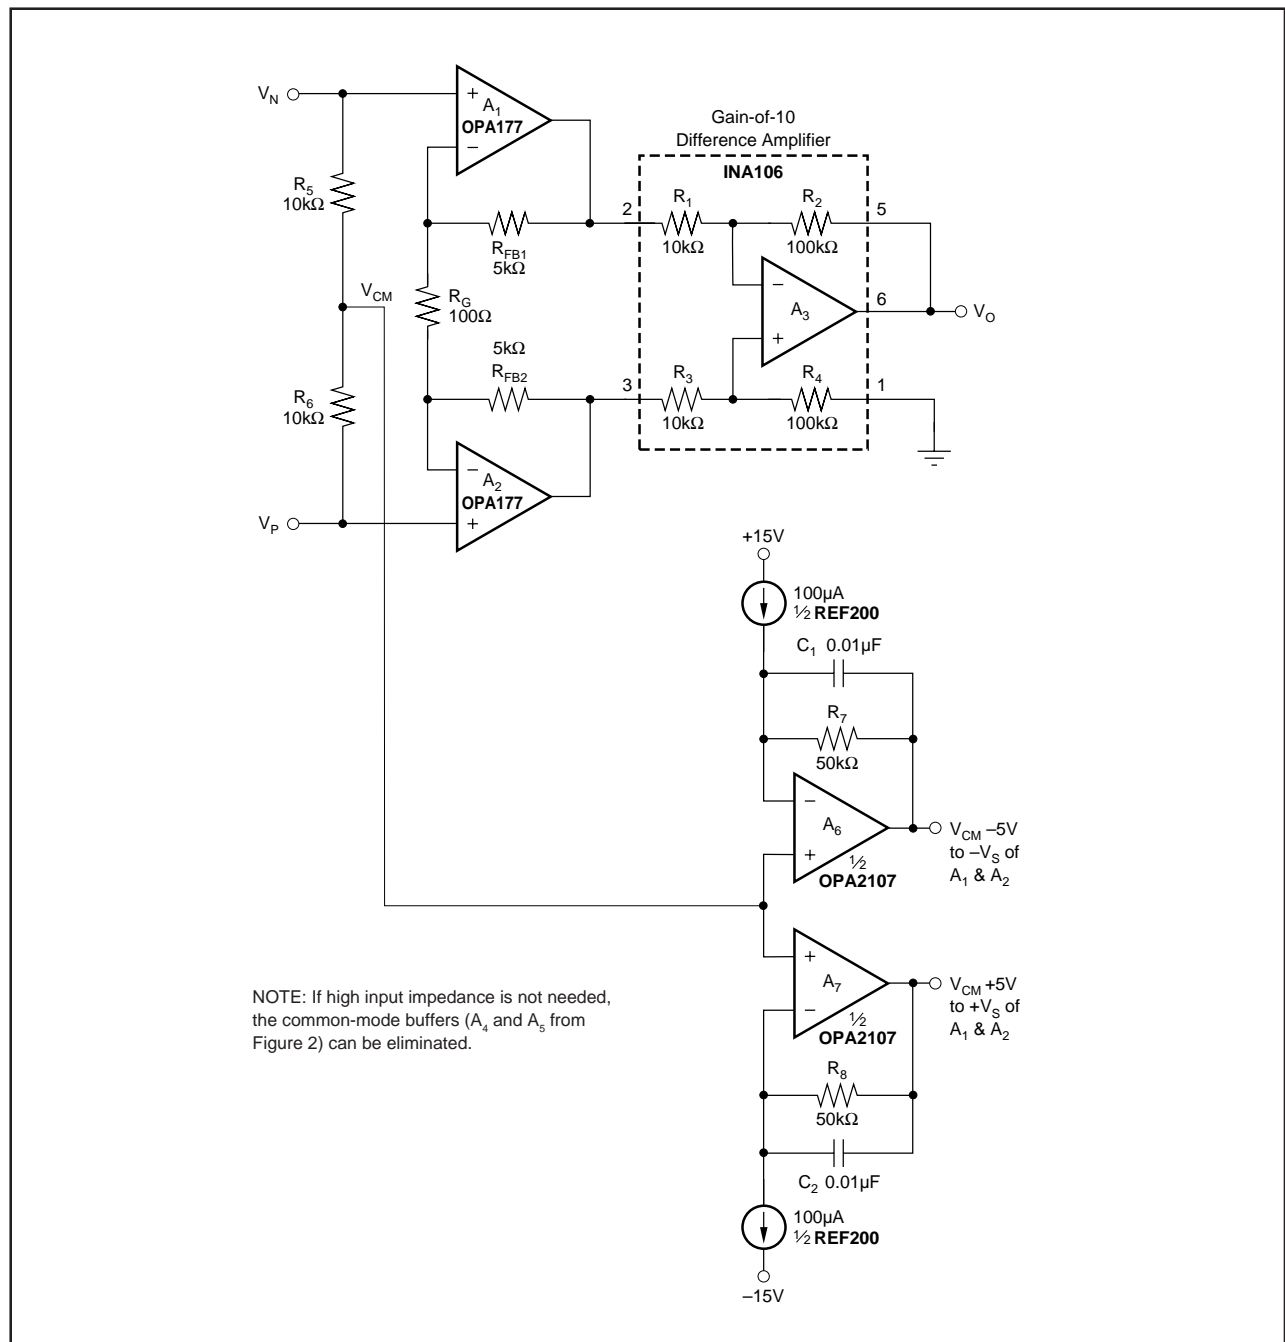 V_N
+
A_1
OPA177
–
R_5
10kΩ
R_FB1
5kΩ
V_CM
R_G
100Ω
5kΩ
R_FB2
R_6
10kΩ
–
A_2
OPA177
+
V_P
Gain-of-10
Difference Amplifier
INA106
2
R_1
10kΩ
R_2
100kΩ
5
–
A_3
+
6
V_O
3
R_3
10kΩ
R_4
100kΩ
1
+15V
100µA
½ REF200
C_1 0.01µF
R_7
50kΩ
–
A_6
+
½
OPA2107
V_CM –5V
to –V_S of
A_1 & A_2
+
A_7
–
½
OPA2107
V_CM +5V
to +V_S of
A_1 & A_2
R_8
50kΩ
C_2 0.01µF
100µA
½ REF200
–15V
NOTE: If high input impedance is not needed,
the common-mode buffers (A_4 and A_5 from
Figure 2) can be eliminated.